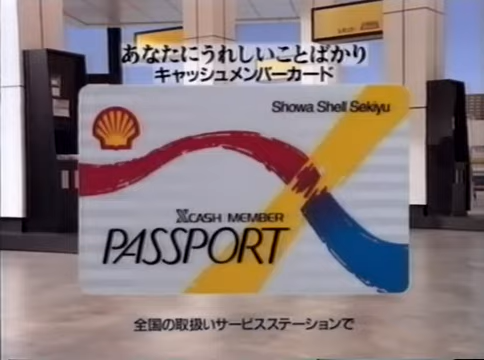 あなたにうれしいことばかり
キャッシュメンバーカード
Showa Shell Sekiyu
XCASH MEMBER
PASSPORT
全国の取扱いサービスステーションで